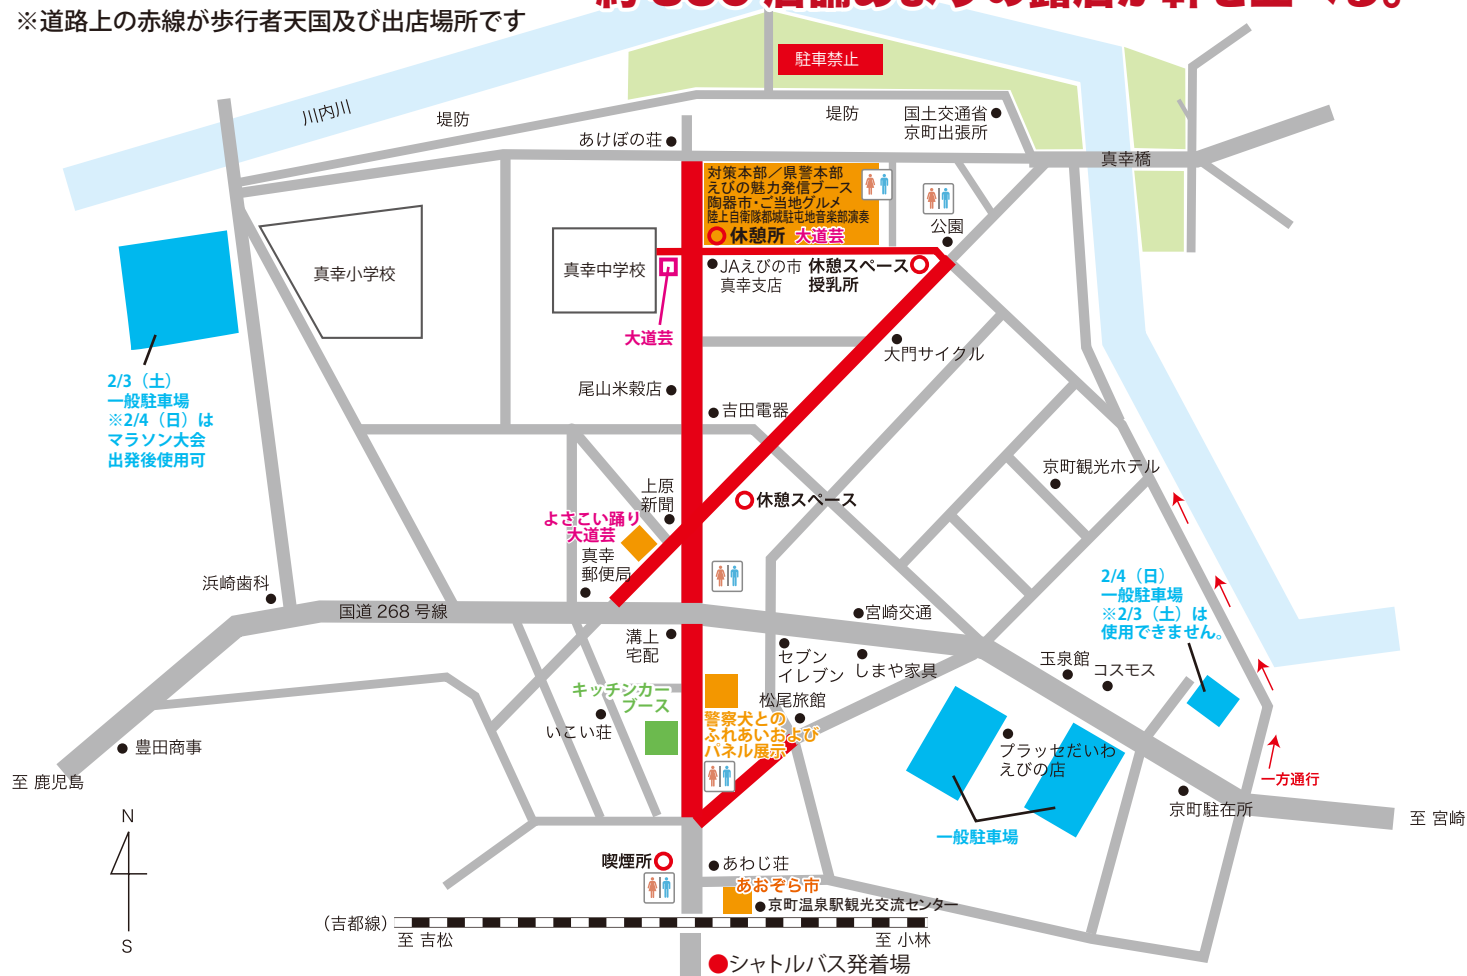 ※道路上の赤線が歩行者天国及び出店場所です
駐車禁止
川内川
堤防
堤防
国土交通省
京町出張所
あけぼの荘
真幸橋
対策本部／県警本部
えびの魅力発信ブース
陶器市・ご当地グルメ
陸上自衛隊都城駐屯地音楽部演奏
休憩所 大道芸
公園
真幸小学校
真幸中学校
JAえびの市
真幸支店
休憩スペース
授乳所
大道芸
大門サイクル
2/3（土）
一般駐車場
※2/4（日）は
マラソン大会
出発後使用可
尾山米穀店
吉田電器
京町観光ホテル
上原
新聞
休憩スペース
よさこい踊り
大道芸
真幸
郵便局
浜崎歯科
国道 268 号線
2/4（日）
一般駐車場
※2/3（土）は
使用できません。
宮崎交通
溝上
宅配
セブン
イレブン
しまや家具
玉泉館
コスモス
キッチンカー
ブース
松尾旅館
いこい荘
警察犬との
ふれあいおよび
パネル展示
豊田商事
プラッセだいわ
えびの店
至 鹿児島
一方通行
京町駐在所
至 宮崎
N
一般駐車場
喫煙所
あわじ荘
あおぞら市
京町温泉駅観光交流センター
（吉都線）
至 吉松
至 小林
S
シャトルバス発着場